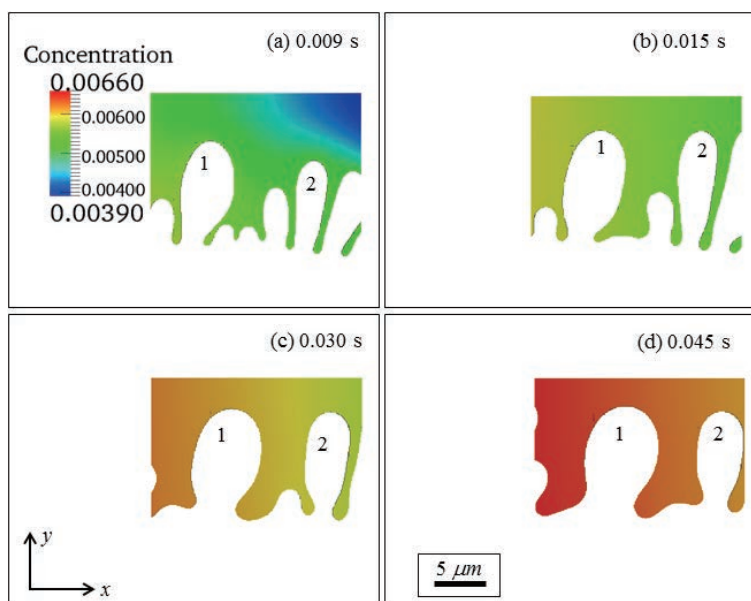 (a) 0.009 s
Concentration
0.00660
0.00600
0.00500
0.00400
0.00390
1
2
(b) 0.015 s
1
2
(c) 0.030 s
1
2
y
x
(d) 0.045 s
1
2
5 μm